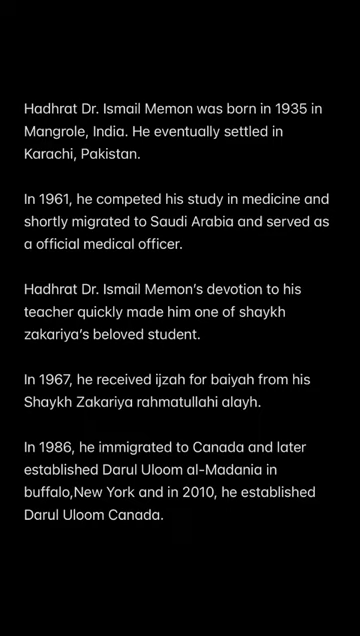 Hadhrat Dr. Ismail Memon was born in 1935 in
Mangrole, India. He eventually settled in
Karachi, Pakistan.
In 1961, he competed his study in medicine and
shortly migrated to Saudi Arabia and served as
a official medical officer.
Hadhrat Dr. Ismail Memon’s devotion to his
teacher quickly made him one of shaykh
zakariya’s beloved student.
In 1967, he received ijzah for baiyah from his
Shaykh Zakariya rahmatullahi alayh.
In 1986, he immigrated to Canada and later
established Darul Uloom al-Madania in
buffalo,New York and in 2010, he established
Darul Uloom Canada.